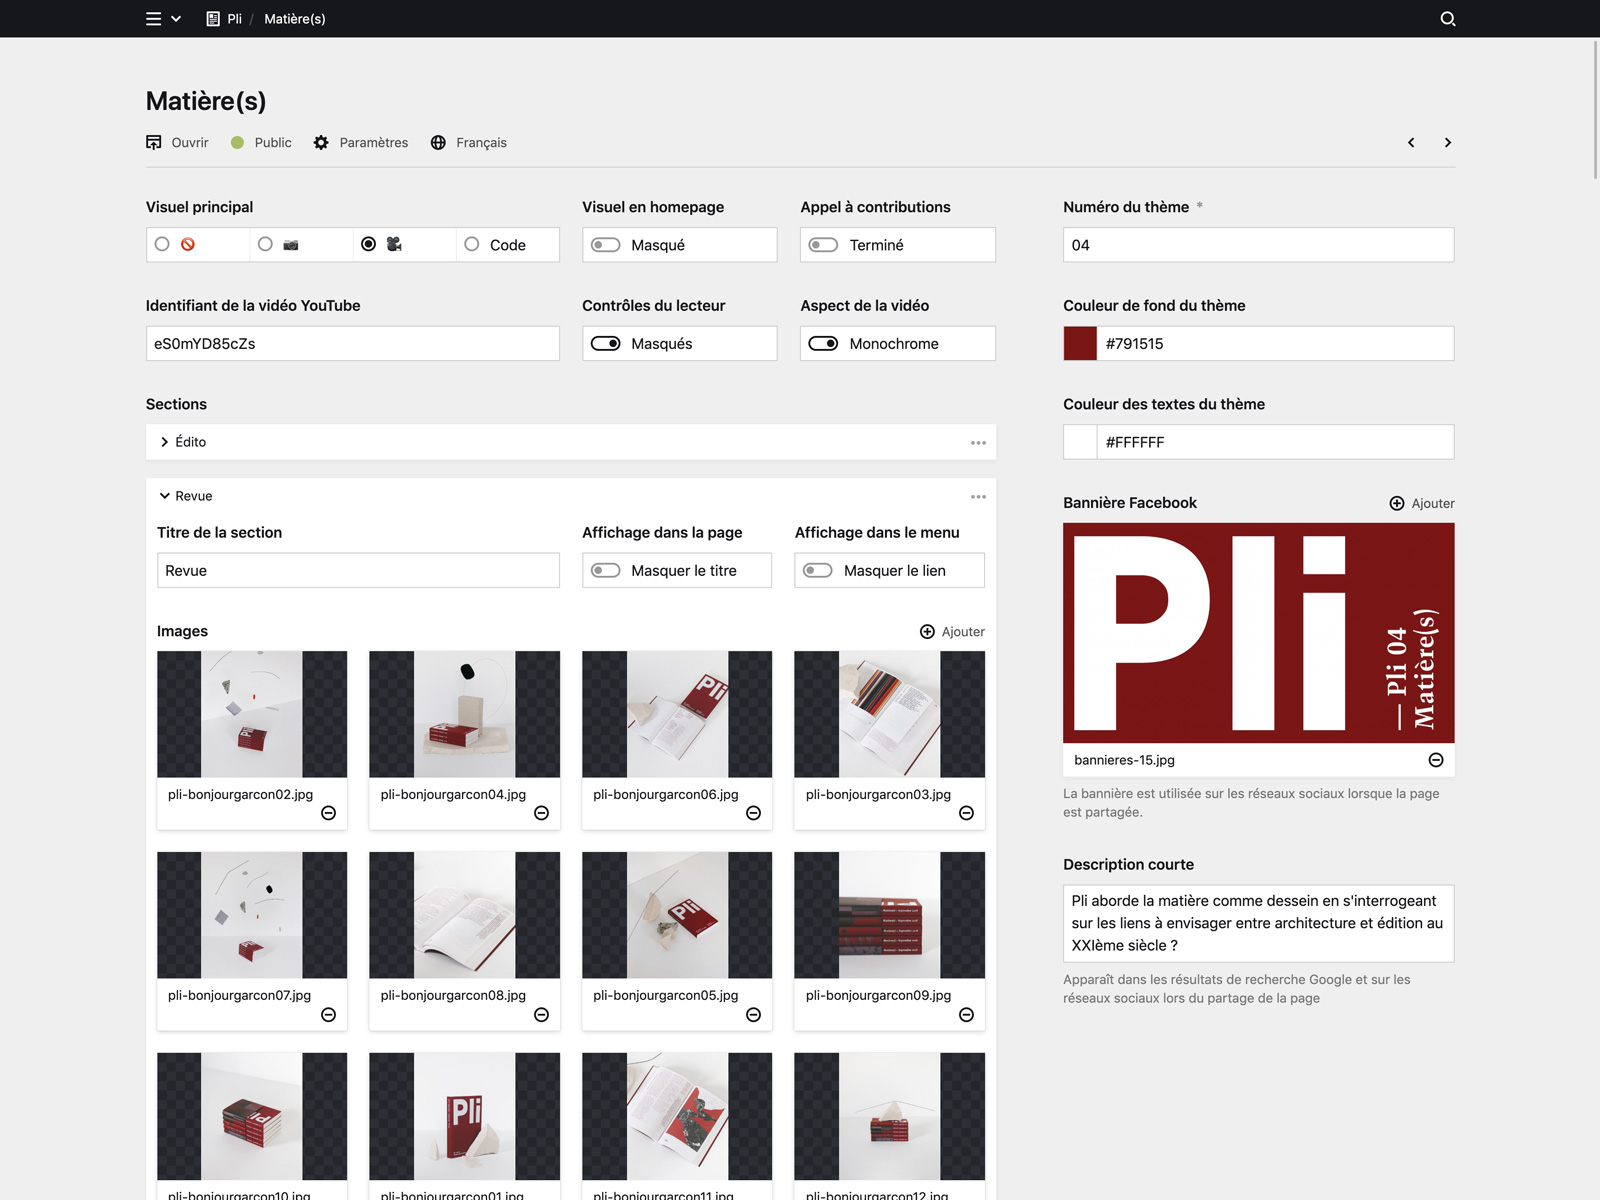 Pli / Matière(s)
Matière(s)
Ouvrir Public Paramètres Français
Visuel principal
Code
Visuel en homepage
Masqué
Appel à contributions
Terminé
Identifiant de la vidéo YouTube
eS0mYD85cZs
Contrôles du lecteur
Masqués
Aspect de la vidéo
Monochrome
Sections
Édito
Revue
Titre de la section
Revue
Affichage dans la page
Masquer le titre
Affichage dans le menu
Masquer le lien
Images
Ajouter
Pli
pli-bonjourgarcon02.jpg
pli-bonjourgarcon04.jpg
Pli
pli-bonjourgarcon06.jpg
pli-bonjourgarcon03.jpg
pli-bonjourgarcon07.jpg
pli-bonjourgarcon08.jpg
Pli
pli-bonjourgarcon05.jpg
pli-bonjourgarcon09.jpg
Pli
pli-bonjourgarcon10.jpg
Pli
pli-bonjourgarcon01.jpg
pli-bonjourgarcon11.jpg
pli-bonjourgarcon12.jpg
Numéro du thème *
04
Couleur de fond du thème
#791515
Couleur des textes du thème
#FFFFFF
Bannière Facebook
Ajouter
Pli
— Pli 04
Matière(s)
bannieres-15.jpg
La bannière est utilisée sur les réseaux sociaux lorsque la page
est partagée.
Description courte
Pli aborde la matière comme dessein en s'interrogeant
sur les liens à envisager entre architecture et édition au
XXIème siècle ?
Apparaît dans les résultats de recherche Google et sur les
réseaux sociaux lors du partage de la page